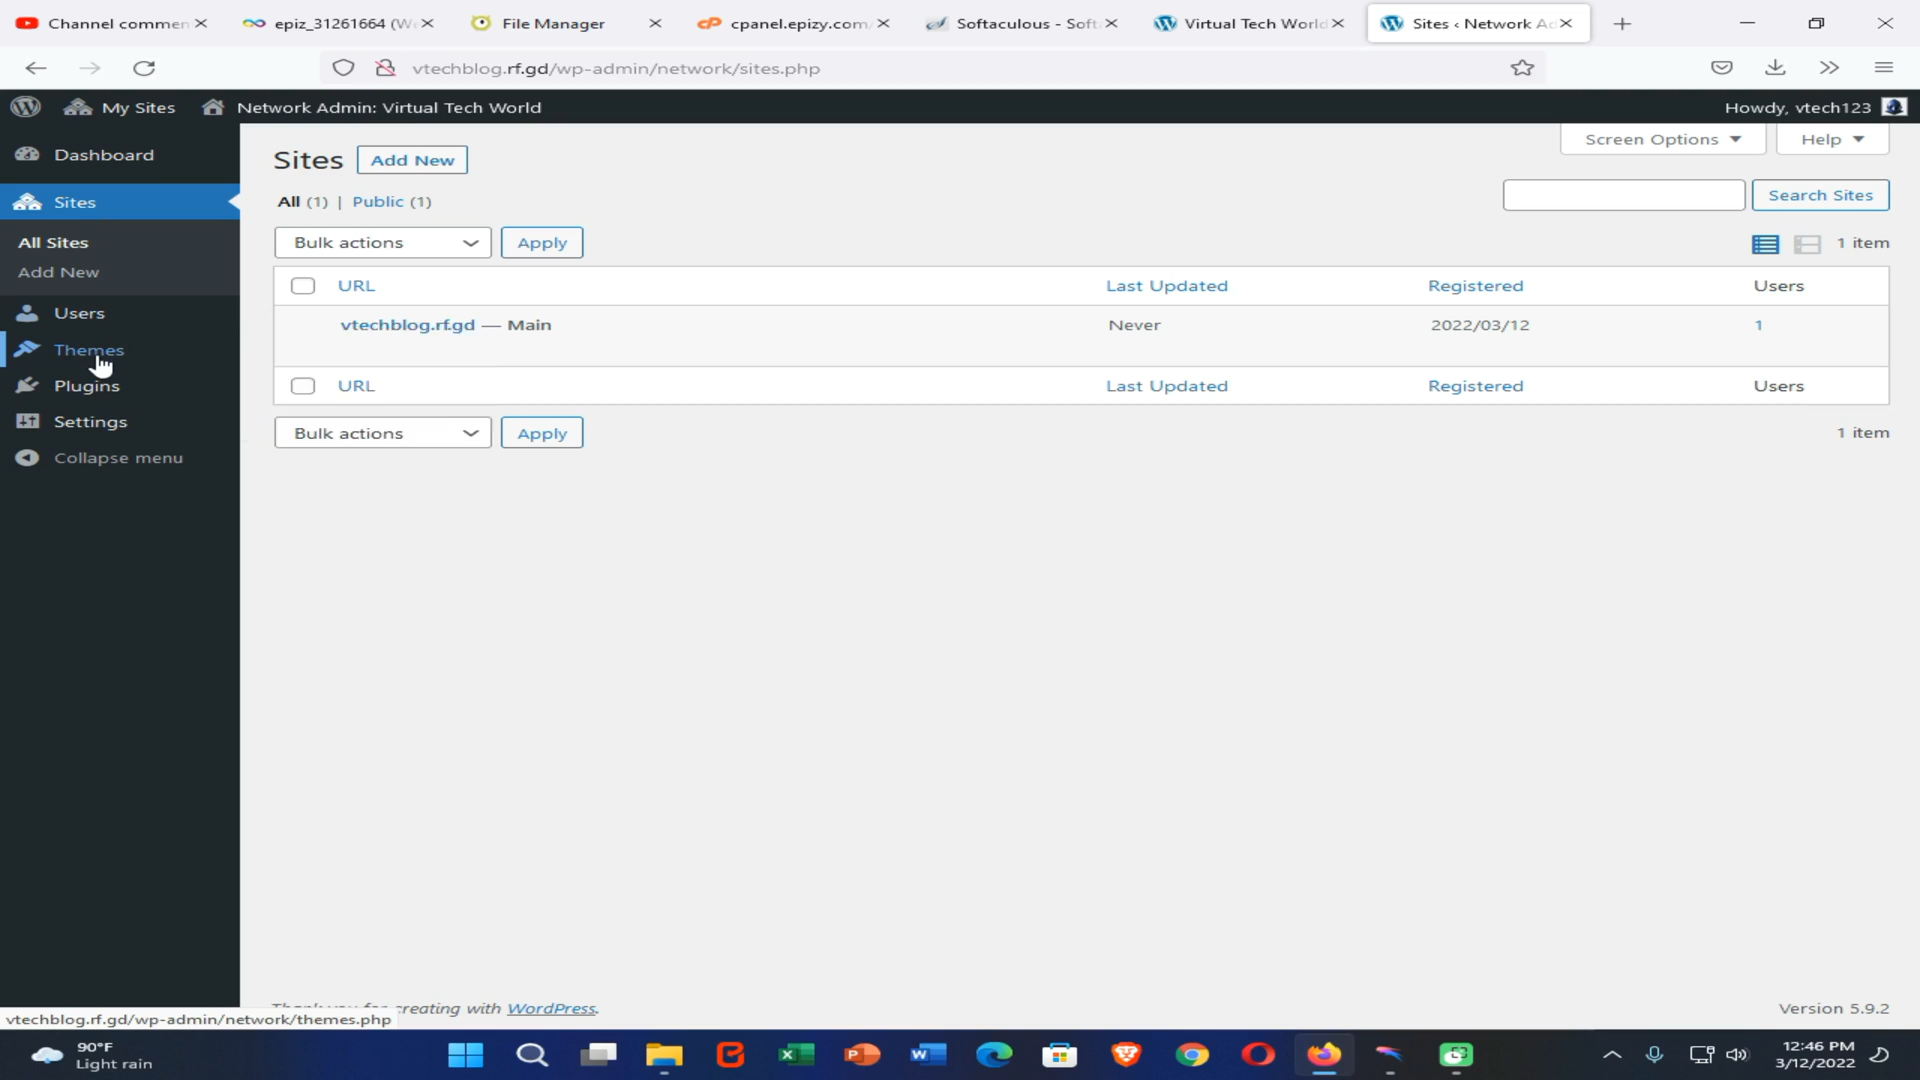 Channel commen
epiz_31261664 (We
File Manager
cpanel.epizy.com/
Softaculous - Soft
Virtual Tech World
Sites ‹ Network Ad
vtechblog.rf.gd/wp-admin/network/sites.php
My Sites
Network Admin: Virtual Tech World
Howdy, vtech123
Dashboard
Sites
All Sites
Add New
Users
Themes
Plugins
Settings
Collapse menu
Sites
Add New
Screen Options
Help
All (1) | Public (1)
Search Sites
Bulk actions
Apply
1 item
URL
Last Updated
Registered
Users
vtechblog.rf.gd — Main
Never
2022/03/12
1
URL
Last Updated
Registered
Users
Bulk actions
Apply
1 item
Thank you for creating with WordPress.
Version 5.9.2
vtechblog.rf.gd/wp-admin/network/themes.php
90°F
Light rain
12:46 PM
3/12/2022